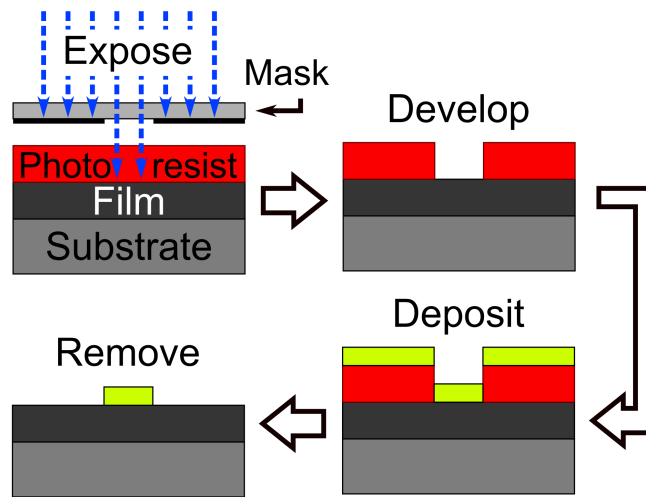 Expose
Mask
Photo resist
Film
Substrate
Develop
Deposit
Remove